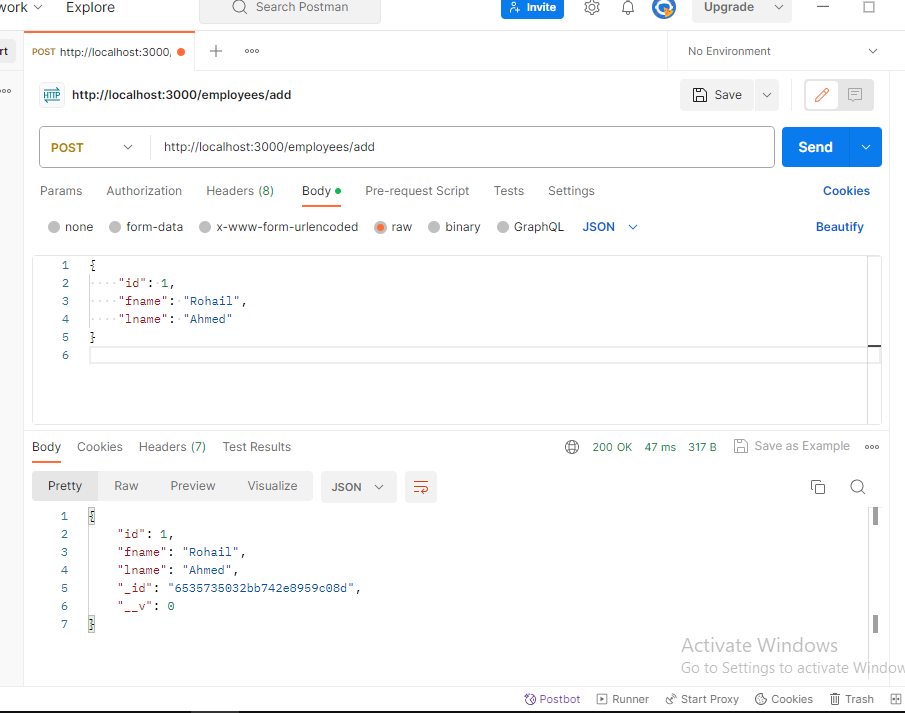 work Explore Search Postman Invite Upgrade
rt POST http://localhost:3000, No Environment
http://localhost:3000/employees/add Save
POST http://localhost:3000/employees/add Send
Params Authorization Headers (8) Body Pre-request Script Tests Settings Cookies
none form-data x-www-form-urlencoded raw binary GraphQL JSON Beautify
1 {
2 "id": 1,
3 "fname": "Rohail",
4 "lname": "Ahmed"
5 }
6
Body Cookies Headers (7) Test Results 200 OK 47 ms 317 B Save as Example
Pretty Raw Preview Visualize JSON
1 {
2 "id": 1,
3 "fname": "Rohail",
4 "lname": "Ahmed",
5 "_id": "6535735032bb742e8959c08d",
6 "__v": 0
7 }
Activate Windows
Go to Settings to activate Window
Postbot Runner Start Proxy Cookies Trash